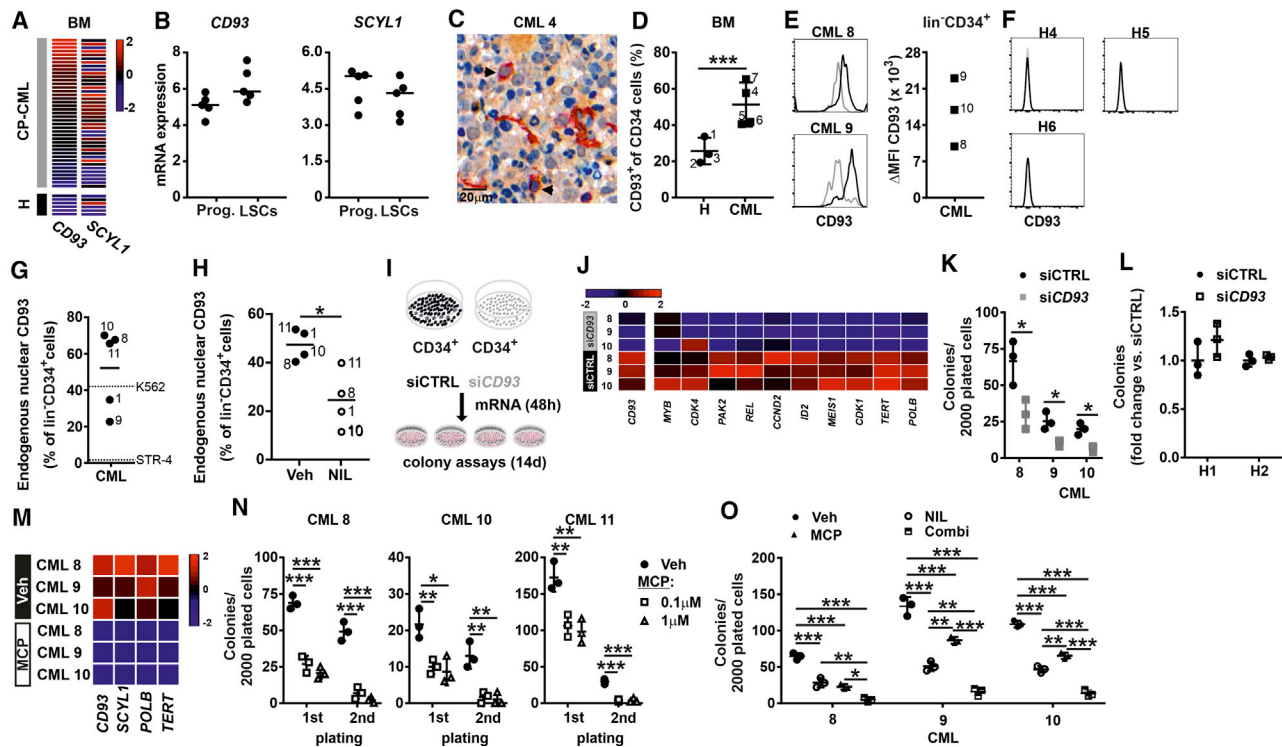 A
BM
CP-CML
H
2
1
0
-1
-2
CD93
SCYL1
B
CD93
SCYL1
mRNA expression
8
6
4
2
0
6.0
4.5
3.0
1.5
0
Prog. LSCs
Prog. LSCs
C
CML 4
20μm
D
BM
***
CD93+ of CD34 cells (%)
80
60
40
20
0
1
2
3
7
4
5
6
H
CML
E
CML 8
CML 9
CD93
lin-CD34+
ΔMFI CD93 (x 10³)
30
20
10
0
9
10
8
CML
F
H4
H5
H6
CD93
G
Endogenous nuclear CD93
(% of lin-CD34+cells)
80
60
40
20
0
10
8
11
1
9
K562
STR-4
CML
H
Endogenous nuclear CD93
(% of lin-CD34+cells)
60
40
20
0
*
11
1
8
10
11
8
1
10
Veh
NIL
I
CD34+
CD34+
siCTRL
siCD93
mRNA (48h)
colony assays (14d)
J
-2
0
2
siCD93
siCTRL
8
9
10
8
9
10
CD93
MYB
CDK4
PAK2
REL
CCND2
ID2
MEIS1
CDK1
TERT
POLB
K
siCTRL
siCD93
Colonies/
2000 plated cells
100
75
50
25
0
*
*
*
8
9
10
CML
L
siCTRL
siCD93
Colonies
(fold change vs. siCTRL)
1.5
1.0
0.5
0.0
H1
H2
M
Veh
MCP
CML 8
CML 9
CML 10
CML 8
CML 9
CML 10
2
1
0
-1
-2
CD93
SCYL1
POLB
TERT
N
CML 8
CML 10
CML 11
Colonies/
2000 plated cells
100
75
50
25
0
***
***
***
***
40
30
20
10
0
*
**
**
**
200
150
100
50
0
**
**
***
***
1st
2nd
plating
1st
2nd
plating
1st
2nd
plating
Veh
MCP:
0.1μM
1μM
O
Veh
MCP
NIL
Combi
Colonies/
2000 plated cells
200
150
100
50
0
***
***
***
**
*
***
***
***
**
**
***
***
***
***
***
**
***
8
9
10
CML